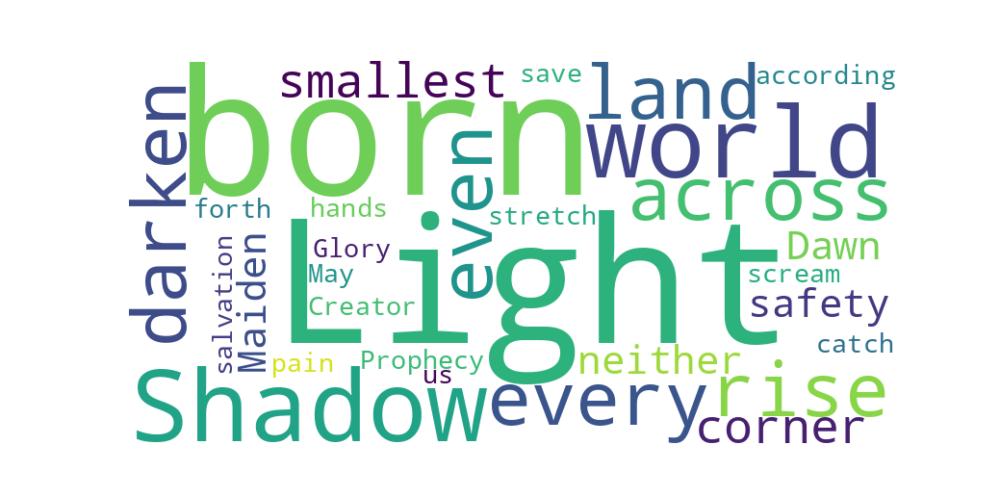 smallest
save
land
according
born
world
darken
even
across
forth
hands
stretch
Light
Glory
Dawn
salvation
Maiden
May
scream
Creator
safety
catch
pain
Prophecy
neither
us
Shadow
every
rise
corner